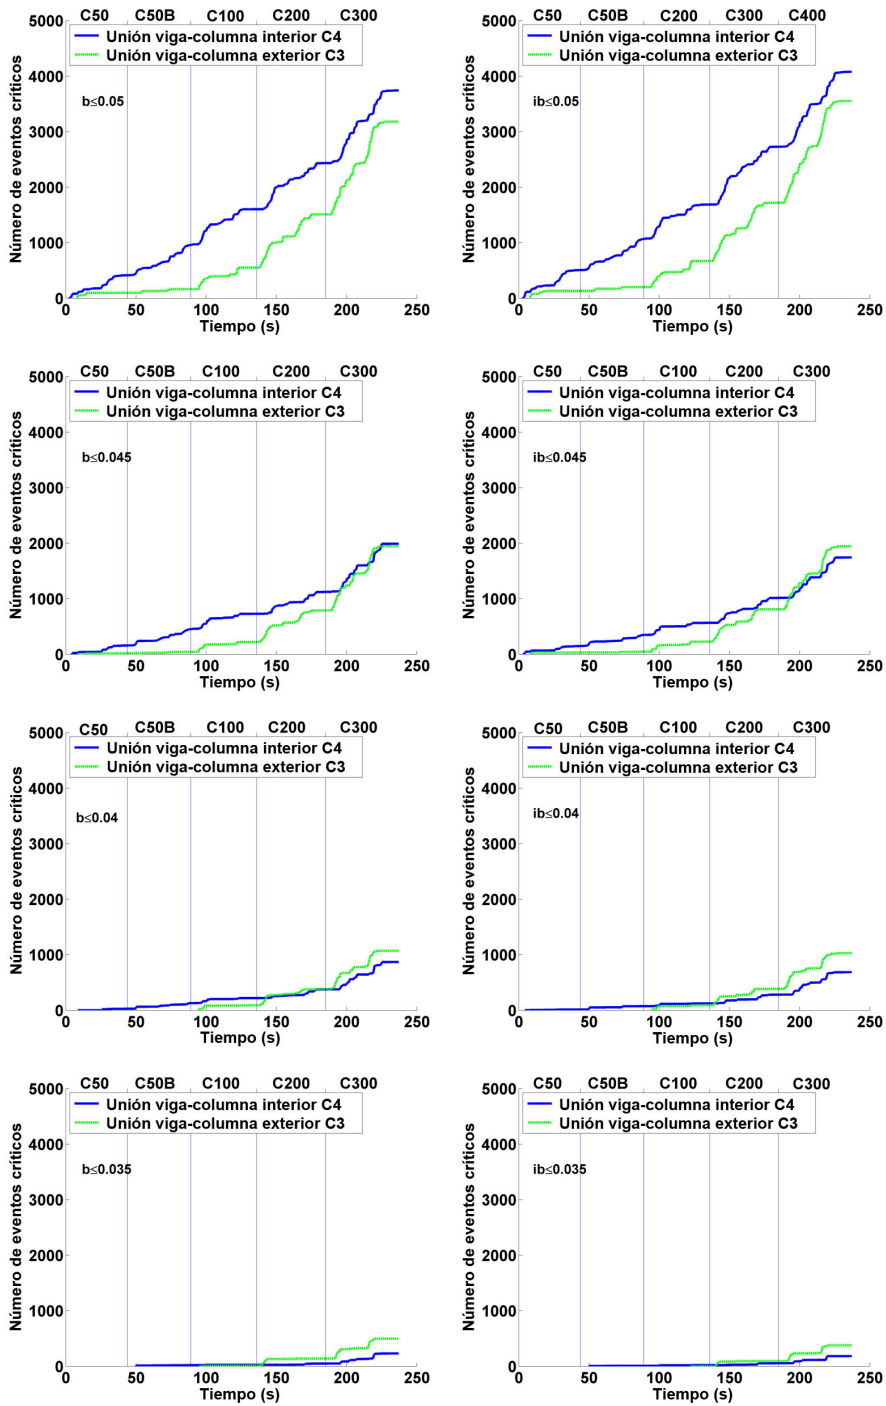 C50 C50B C100 C200 C300
5000
Unión viga-columna interior C4
Unión viga-columna exterior C3
4000
b≤0.05
3000
2000
1000
0
Número de eventos críticos
0 50 100 150 200 250
Tiempo (s)
C50 C50B C200 C300 C400
5000
Unión viga-columna interior C4
Unión viga-columna exterior C3
4000
ib≤0.05
3000
2000
1000
0
Número de eventos críticos
0 50 100 150 200 250
Tiempo (s)
C50 C50B C100 C200 C300
5000
Unión viga-columna interior C4
Unión viga-columna exterior C3
4000
b≤0.045
3000
2000
1000
0
Número de eventos críticos
0 50 100 150 200 250
Tiempo (s)
C50 C50B C100 C200 C300
5000
Unión viga-columna interior C4
Unión viga-columna exterior C3
4000
ib≤0.045
3000
2000
1000
0
Número de eventos críticos
0 50 100 150 200 250
Tiempo (s)
C50 C50B C100 C200 C300
5000
Unión viga-columna interior C4
Unión viga-columna exterior C3
4000
b≤0.04
3000
2000
1000
0
Número de eventos críticos
0 50 100 150 200 250
Tiempo (s)
C50 C50B C100 C200 C300
5000
Unión viga-columna interior C4
Unión viga-columna exterior C3
4000
ib≤0.04
3000
2000
1000
0
Número de eventos críticos
0 50 100 150 200 250
Tiempo (s)
C50 C50B C100 C200 C300
5000
Unión viga-columna interior C4
Unión viga-columna exterior C3
4000
b≤0.035
3000
2000
1000
0
Número de eventos críticos
0 50 100 150 200 250
Tiempo (s)
C50 C50B C100 C200 C300
5000
Unión viga-columna interior C4
Unión viga-columna exterior C3
4000
ib≤0.035
3000
2000
1000
0
Número de eventos críticos
0 50 100 150 200 250
Tiempo (s)